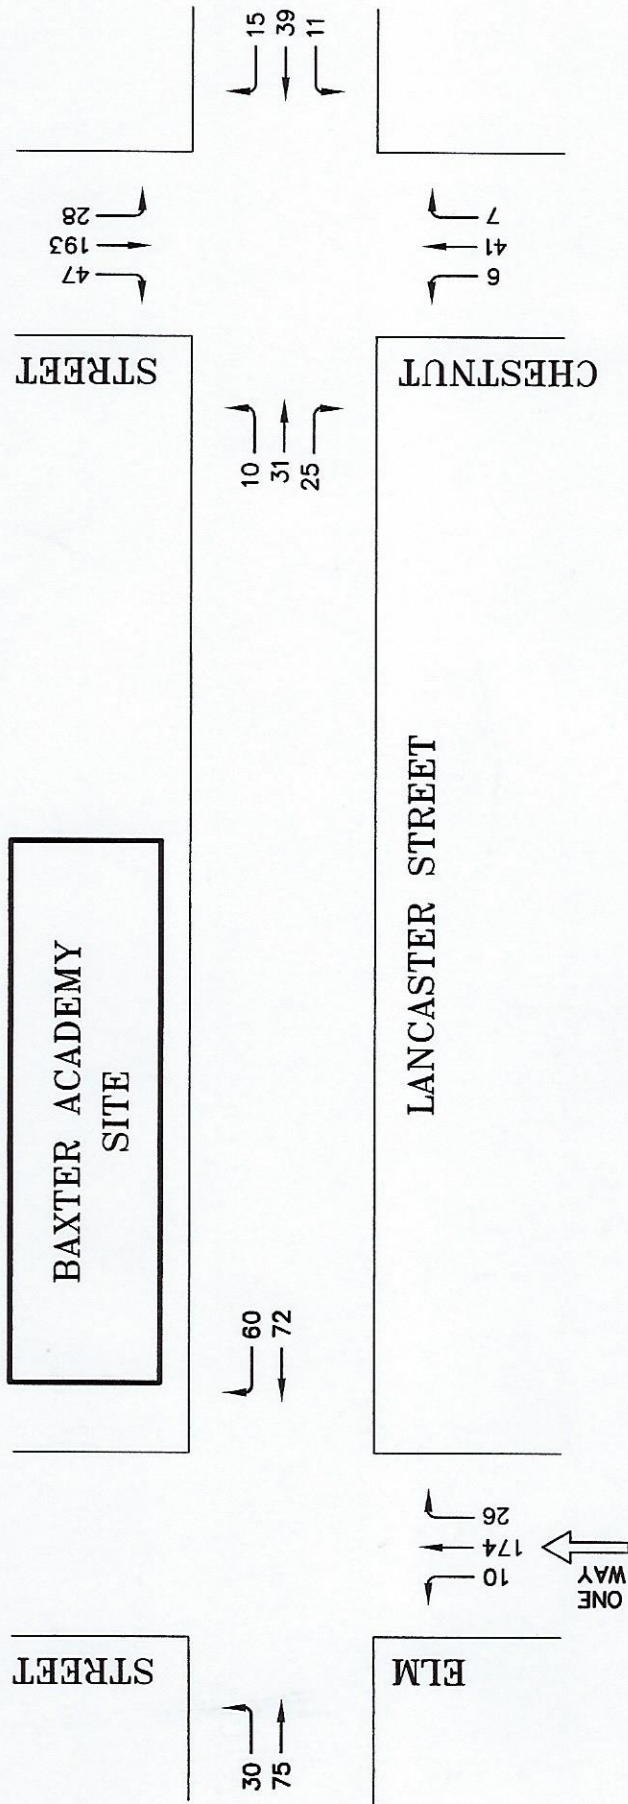 15
39
11
28
193
47
7
41
6
STREET
CHESTNUT
10
31
25
BAXTER ACADEMY
SITE
LANCASTER STREET
60
72
26
174
10
ONE
WAY
STREET
ELM
30
75